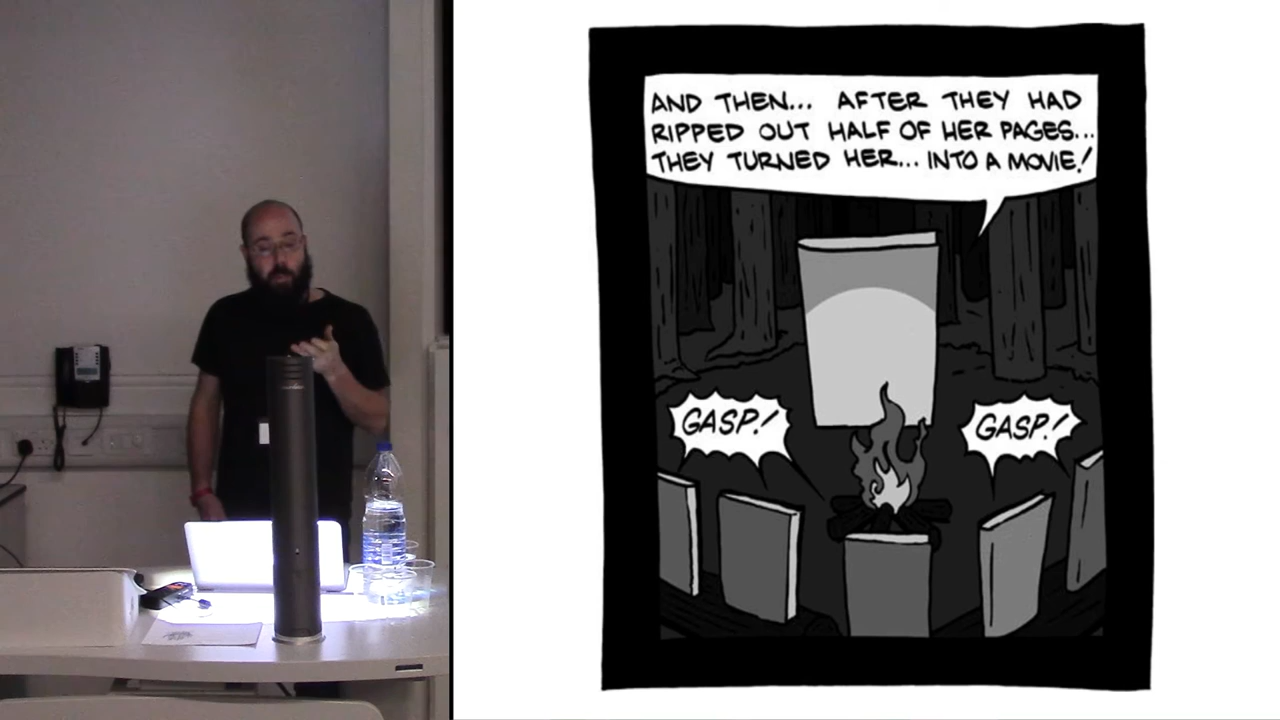 AND THEN... AFTER THEY HAD
RIPPED OUT HALF OF HER PAGES...
THEY TURNED HER... INTO A MOVIE!
GASP!
GASP!